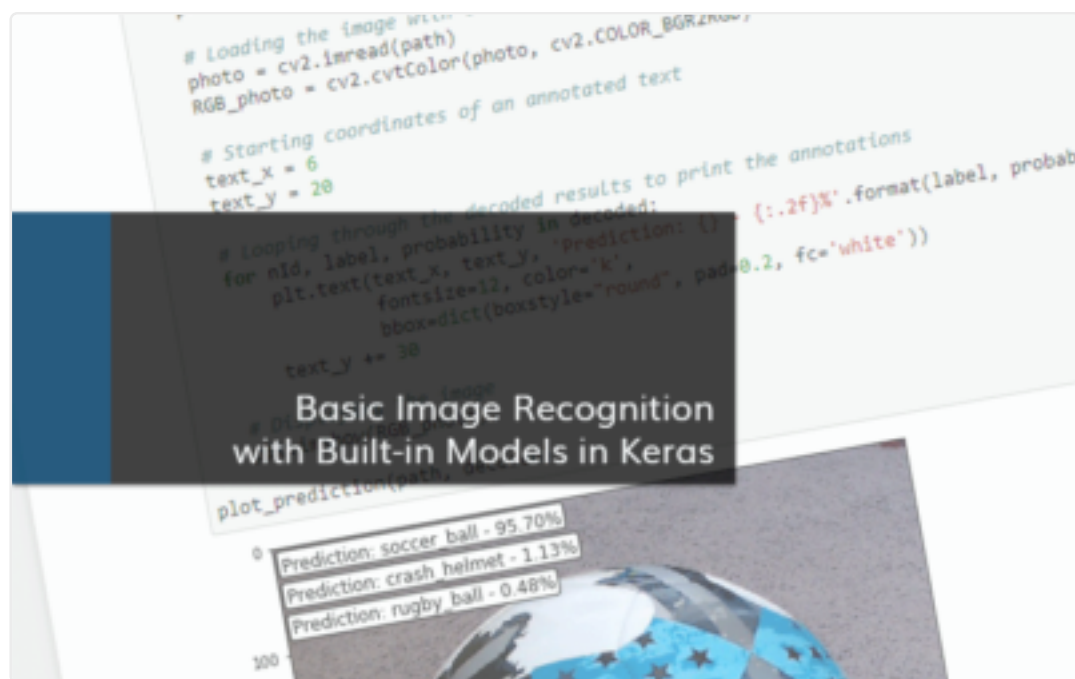 # Loading the image with
photo = cv2.imread(path)
RGB_photo = cv2.cvtColor(photo, cv2.COLOR_BGR2RGB)
# Starting coordinates of an annotated text
text_x = 6
text_y = 20
# Looping through the decoded results to print the annotations
for nId, label, probability in decoded:
plt.text(text_x, text_y, 'Prediction: {} - {:.2f}%'.format(label, probab
fontsize=12, color='k',
bbox=dict(boxstyle="round", pad=0.2, fc='white'))
text_y += 30
image
Basic Image Recognition
with Built-in Models in Keras
plot_prediction(path,
0
Prediction: soccer_ball - 95.70%
Prediction: crash_helmet - 1.13%
Prediction: rugby_ball - 0.48%
100